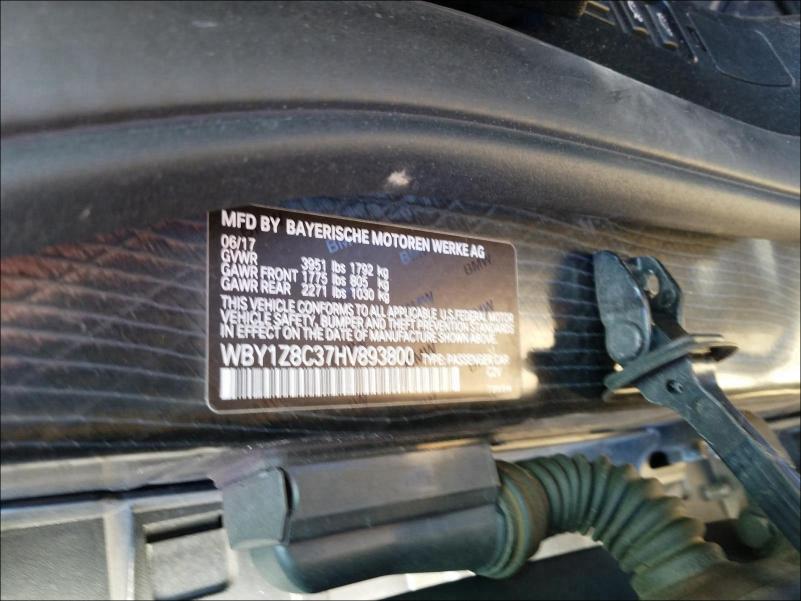 MFD BY BAYERISCHE MOTOREN WERKE AG
06/17
GVWR 3951 lbs 1792 kg
GAWR FRONT 1775 lbs 805 kg
GAWR REAR 2271 lbs 1030 kg
THIS VEHICLE CONFORMS TO ALL APPLICABLE U.S. FEDERAL MOTOR
VEHICLE SAFETY, BUMPER AND THEFT PREVENTION STANDARDS
IN EFFECT ON THE DATE OF MANUFACTURE SHOWN ABOVE.
WBY1Z8C37HV893800 TYPE: PASSENGER CAR
BMW